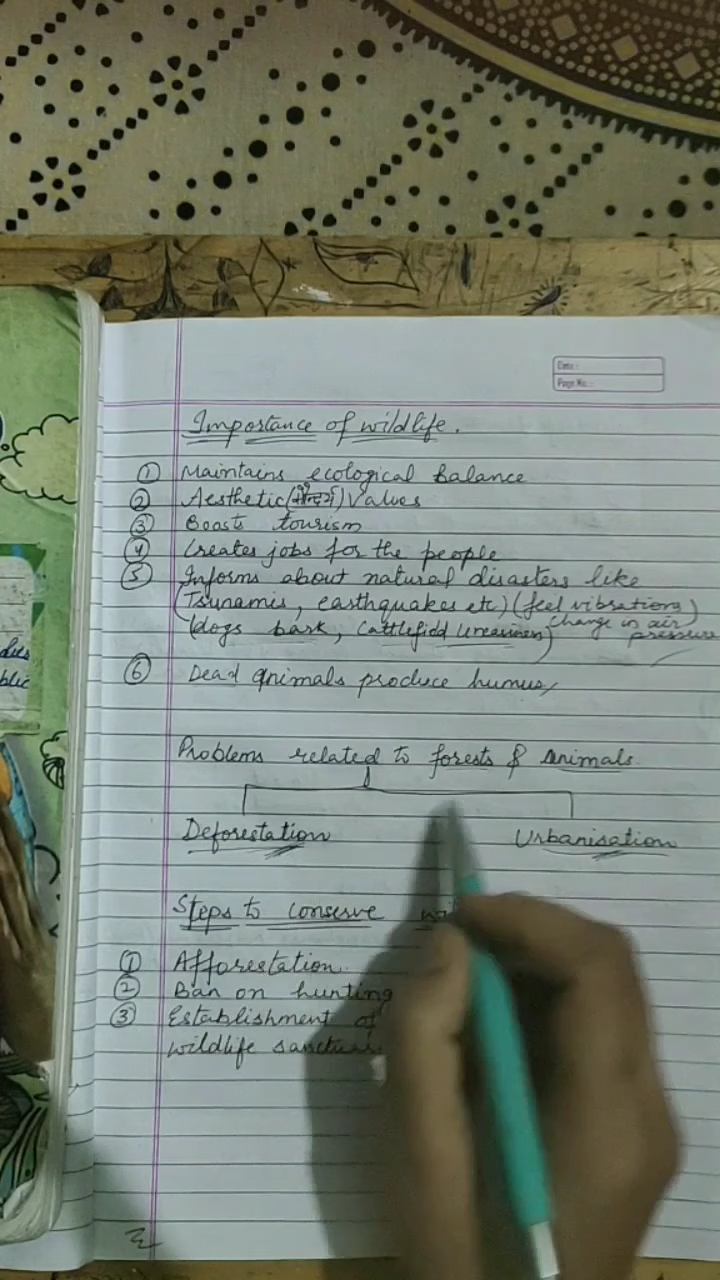 Date:
Page No.:
Importance of wildlife.
① Maintains ecological balance
② Aesthetic (सौन्दर्य) Values
③ Boosts tourism
④ Creates jobs for the people
⑤ Informs about natural disasters like
(Tsunamis, earthquakes etc) (feel vibrations)
(dogs bark, Cattlefield) change in air
pressure
⑥ Dead animals produce humus
Problems related to forests & animals
Deforestation Urbanisation
Steps to conserve
① Afforestation.
② Ban on hunting
③ Establishment of
wildlife